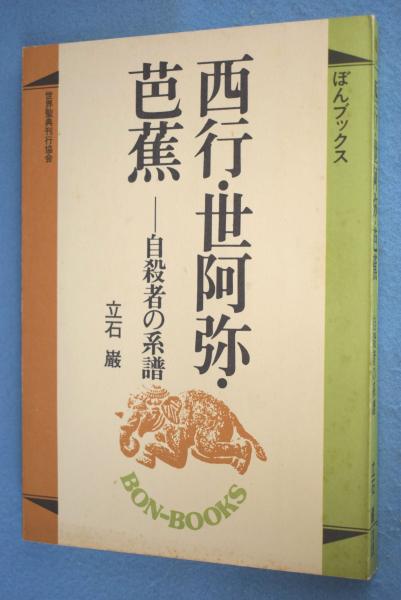 ぼんブックス
西行・世阿弥・
芭蕉
―自殺者の系譜
立石 巌
世界聖典刊行協会
BON-BOOKS